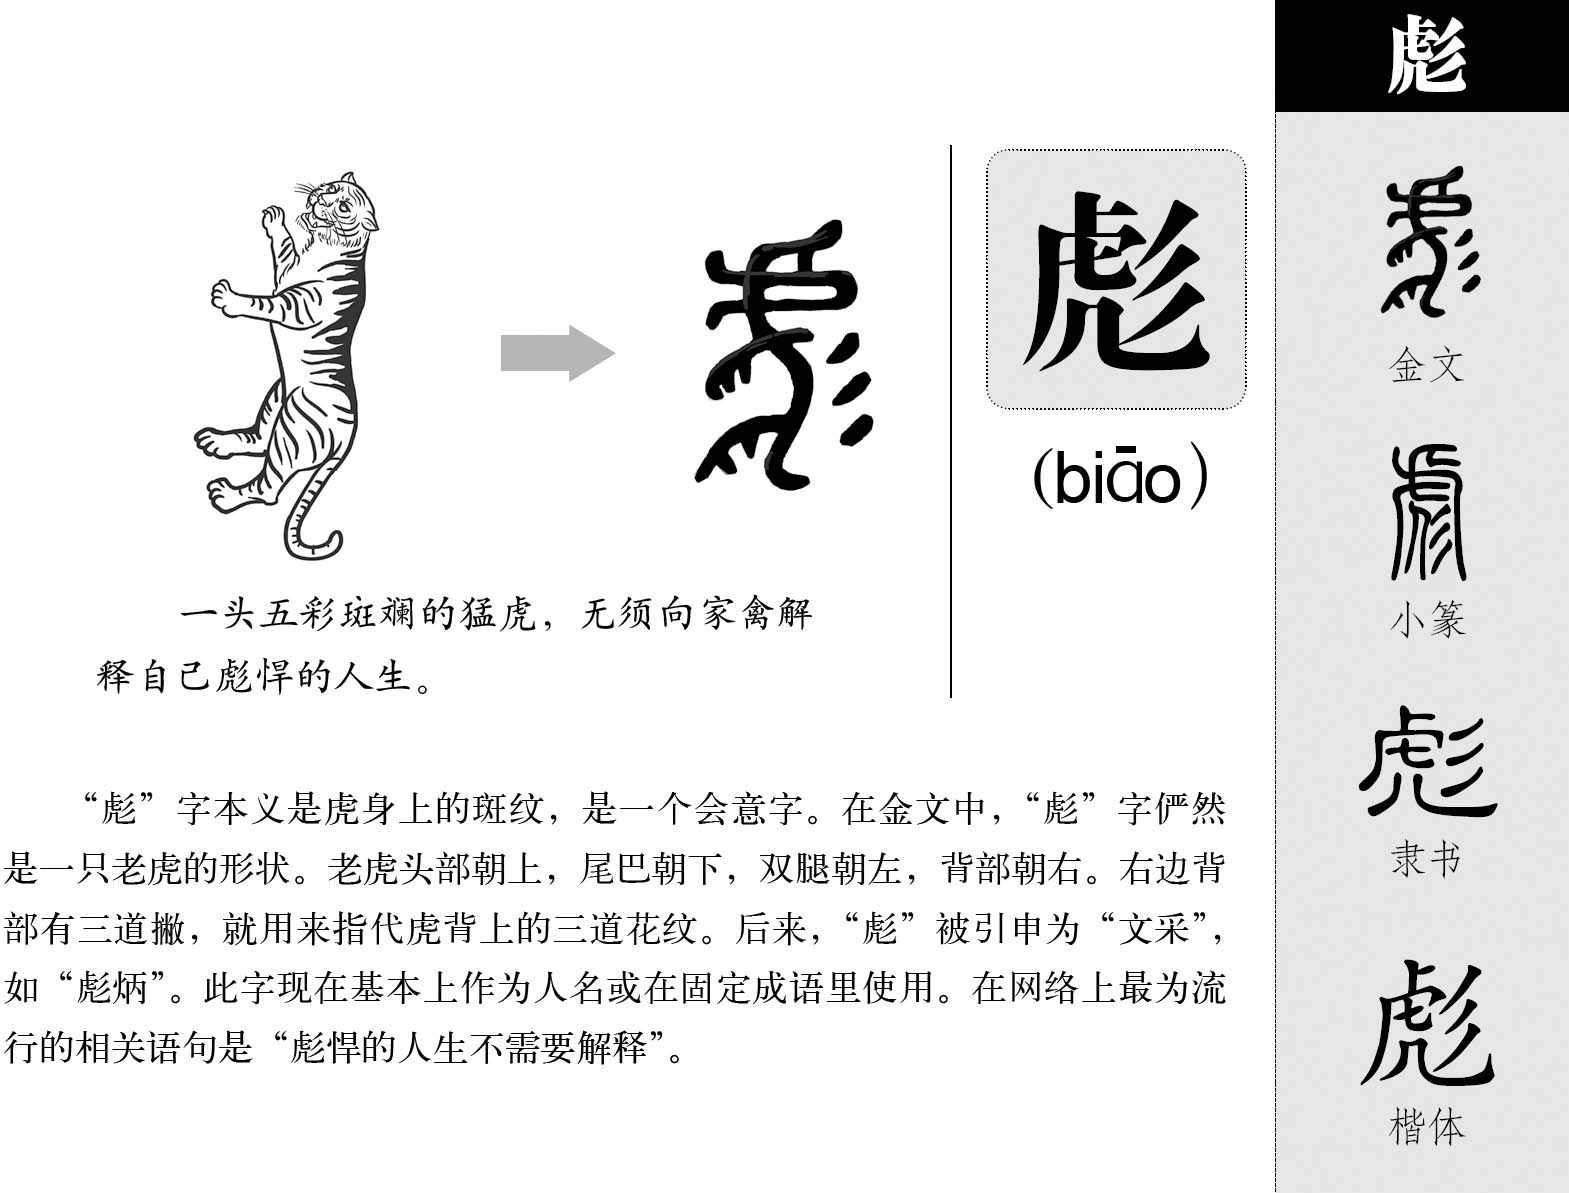 彪
(biāo)
一头五彩斑斓的猛虎，无须向家禽解
释自己彪悍的人生。
“彪”字本义是虎身上的斑纹，是一个会意字。在金文中，“彪”字俨然
是一只老虎的形状。老虎头部朝上，尾巴朝下，双腿朝左，背部朝右。右边背
部有三道撇，就用来指代虎背上的三道花纹。后来，“彪”被引申为“文采”，
如“彪炳”。此字现在基本上作为人名或在固定成语里使用。在网络上最为流
行的相关语句是“彪悍的人生不需要解释”。
彪
彪
金文
彪
小篆
彪
隶书
彪
楷体